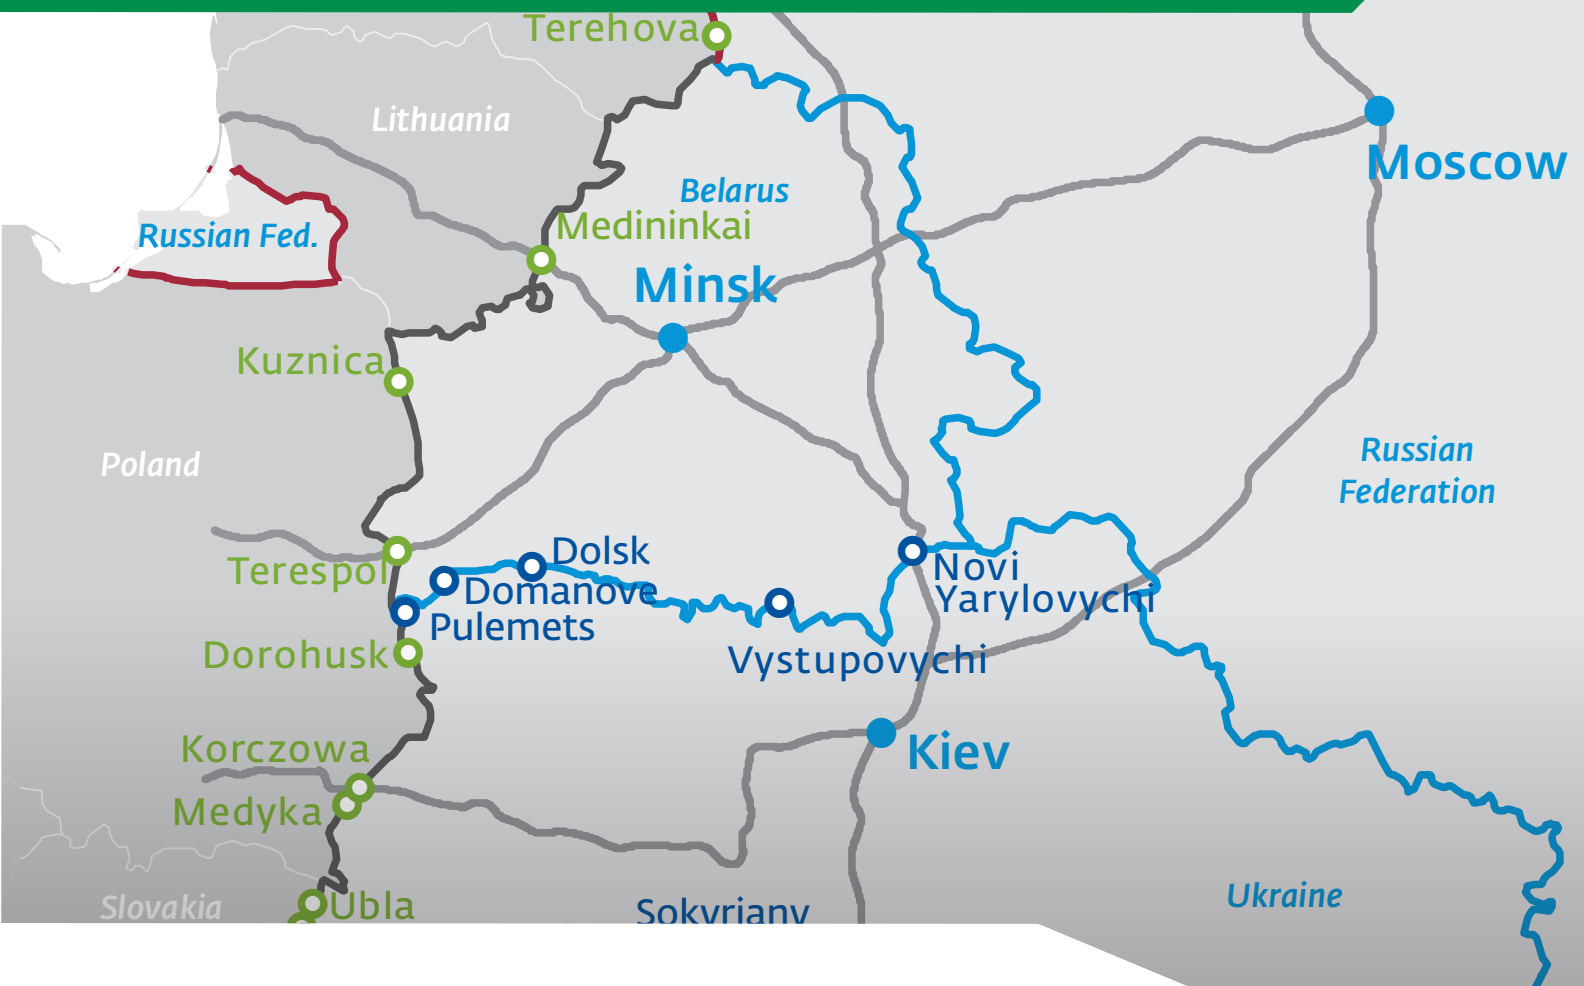 Terehova
Lithuania
Moscow
Belarus
Medininkai
Russian Fed.
Minsk
Kuznica
Poland
Russian
Federation
Dolsk
Terespol
Domanove
Novi
Yarylovychi
Pulemets
Dorohusk
Vystupovychi
Korczowa
Kiev
Medyka
Slovakia
Ubla
Sokyriany
Ukraine